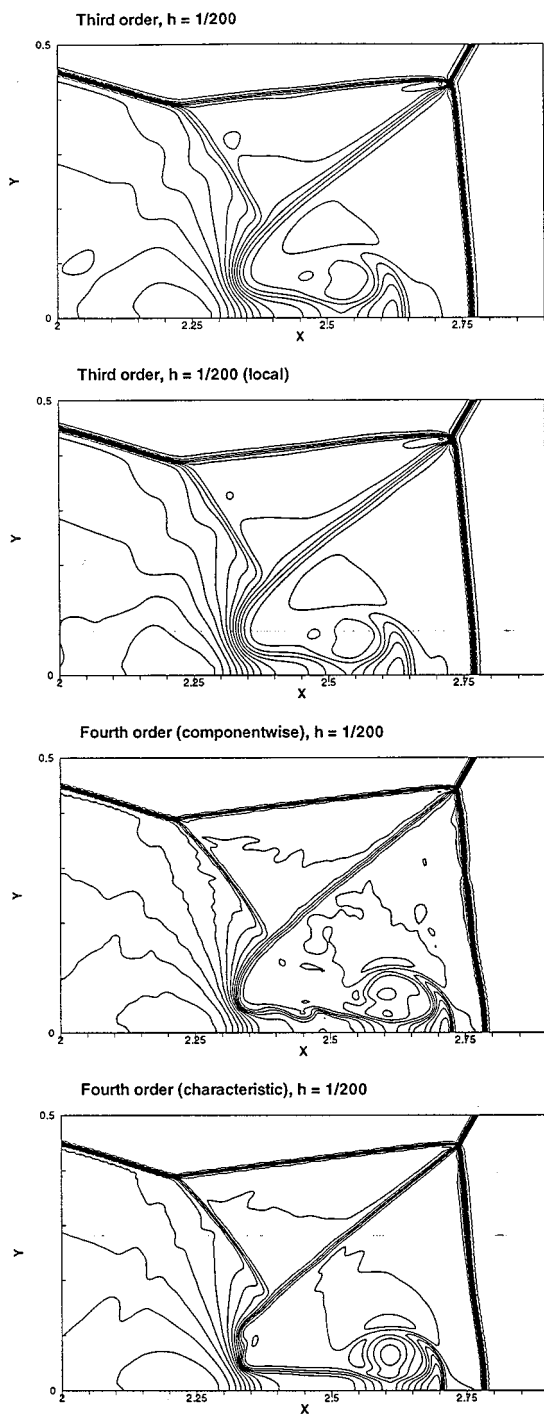 Third order, h = 1/200
0.5
Y
0
2 2.25 2.5 2.75
X
Third order, h = 1/200 (local)
0.5
Y
0
2 2.25 2.5 2.75
X
Fourth order (componentwise), h = 1/200
0.5
Y
0
2 2.25 2.5 2.75
X
Fourth order (characteristic), h = 1/200
0.5
Y
0
2 2.25 2.5 2.75
X